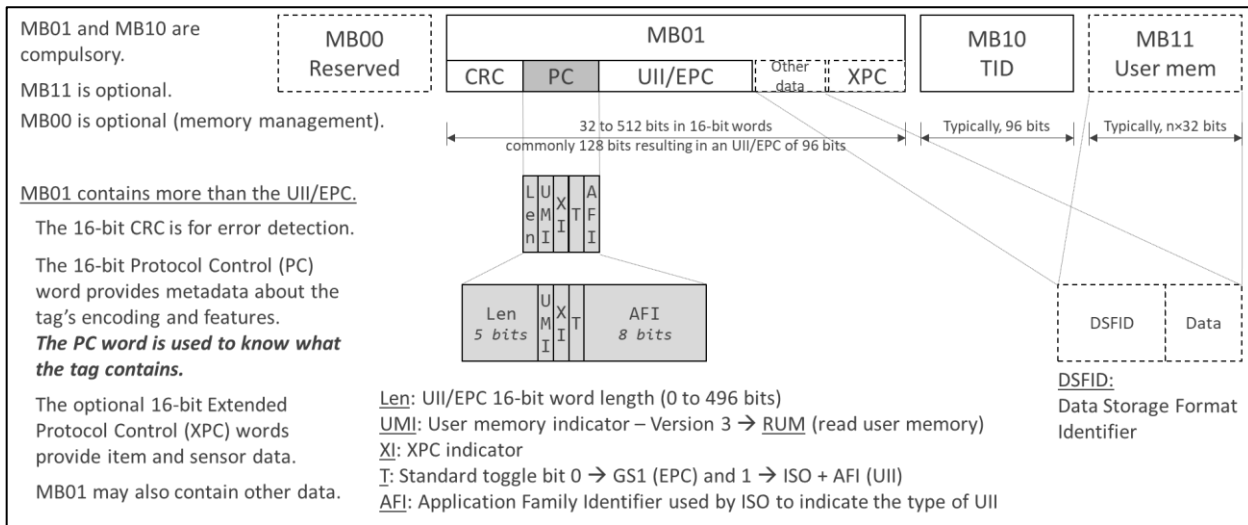 MB01 and MB10 are
compulsory.
MB11 is optional.
MB00 is optional (memory management).
MB00
Reserved
MB01
CRC
PC
UII/EPC
Other
data
XPC
MB10
TID
MB11
User mem
32 to 512 bits in 16-bit words
commonly 128 bits resulting in an UII/EPC of 96 bits
Typically, 96 bits
Typically, n×32 bits
MB01 contains more than the UII/EPC.
The 16-bit CRC is for error detection.
The 16-bit Protocol Control (PC)
word provides metadata about the
tag's encoding and features.
The PC word is used to know what
the tag contains.
The optional 16-bit Extended
Protocol Control (XPC) words
provide item and sensor data.
MB01 may also contain other data.
Len
UMI
XI
T
AFI
Len
5 bits
UMI
XI
T
AFI
8 bits
DSFID
Data
DSFID:
Data Storage Format
Identifier
Len: UII/EPC 16-bit word length (0 to 496 bits)
UMI: User memory indicator – Version 3 → RUM (read user memory)
XI: XPC indicator
T: Standard toggle bit 0 → GS1 (EPC) and 1 → ISO + AFI (UII)
AFI: Application Family Identifier used by ISO to indicate the type of UII